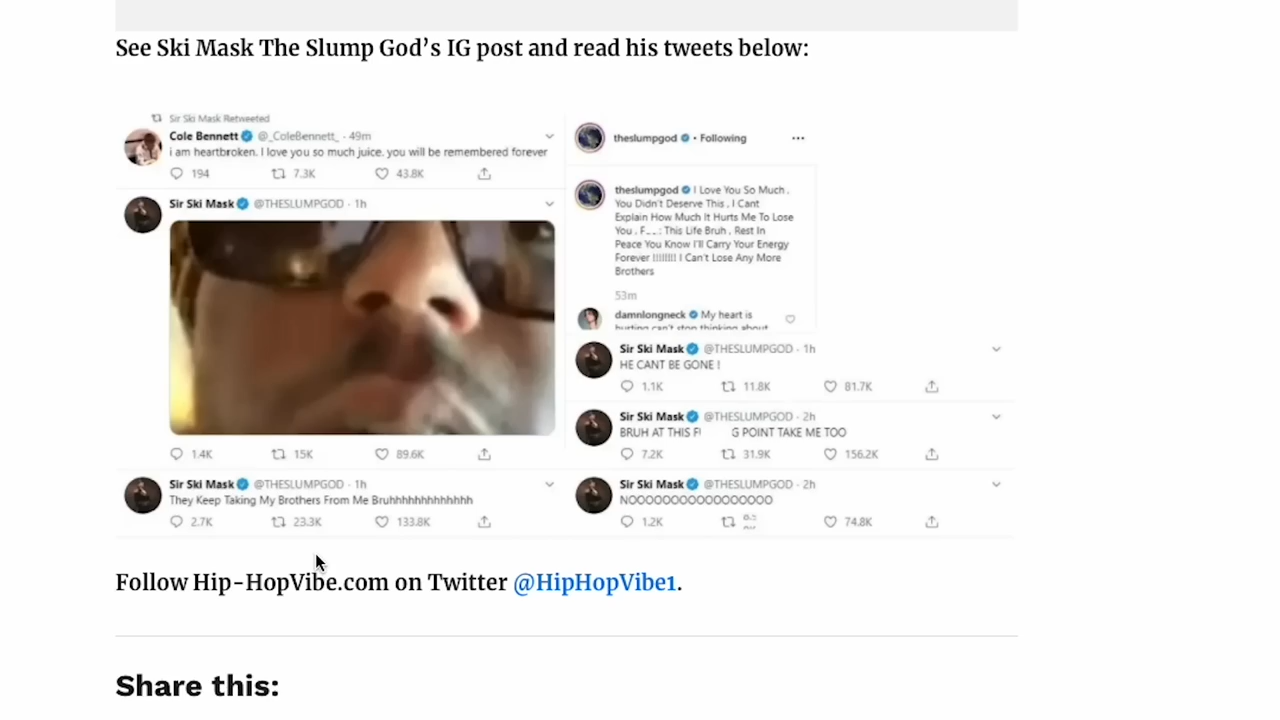 See Ski Mask The Slump God's IG post and read his tweets below:
Sir Ski Mask Retweeted
Cole Bennett @_ColeBennett_ · 49m
i am heartbroken. I love you so much juice. you will be remembered forever
194 7.3K 43.8K
Sir Ski Mask @THESLUMPGOD · 1h
1.4K 15K 89.6K
Sir Ski Mask @THESLUMPGOD · 1h
They Keep Taking My Brothers From Me Bruhhhhhhhhhhhhh
2.7K 23.3K 133.8K
theslumpgod • Following
theslumpgod I Love You So Much .
You Didn't Deserve This , I Cant
Explain How Much It Hurts Me To Lose
You . F_ _: This Life Bruh , Rest In
Peace You Know I'll Carry Your Energy
Forever !!!!!!!! I Can't Lose Any More
Brothers
53m
damnlongneck My heart is
hurting can't stop thinking about
Sir Ski Mask @THESLUMPGOD · 1h
HE CANT BE GONE !
1.1K 11.8K 81.7K
Sir Ski Mask @THESLUMPGOD · 2h
BRUH AT THIS F G POINT TAKE ME TOO
7.2K 31.9K 156.2K
Sir Ski Mask @THESLUMPGOD · 2h
NOOOOOOOOOOOOOOOOO
1.2K 74.8K
Follow Hip-HopVibe.com on Twitter @HipHopVibe1.
Share this: